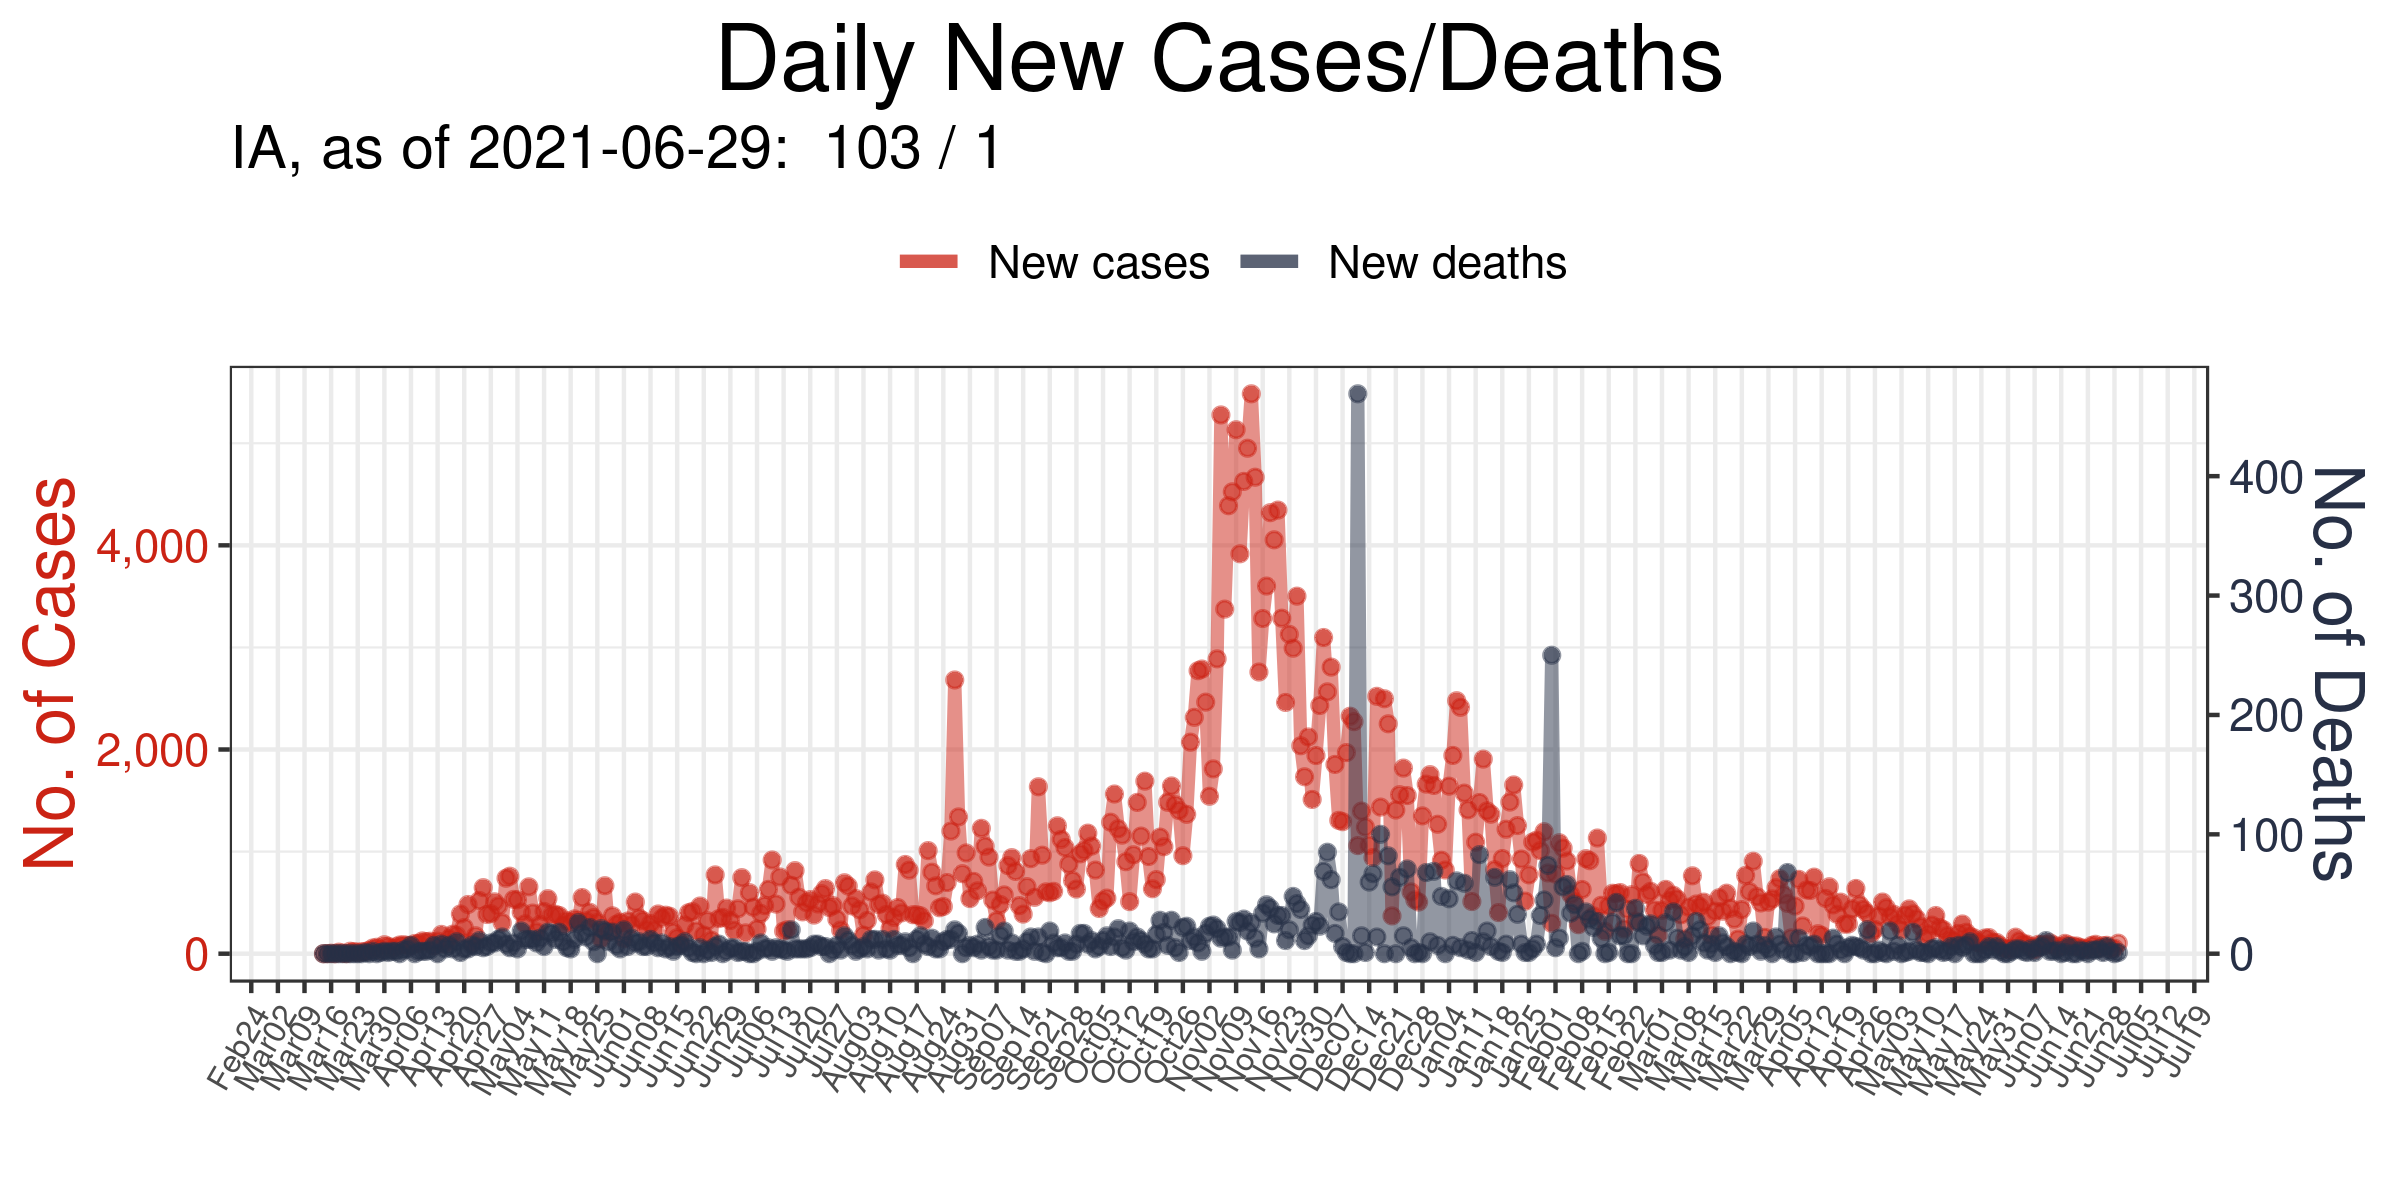 Daily New Cases/Deaths
IA, as of 2021-06-29:  103 / 1
New cases
New deaths
No. of Cases
4,000
2,000
0
400
300
200
100
0
No. of Deaths
Feb24
Mar02
Mar09
Mar16
Mar23
Mar30
Apr06
Apr13
Apr20
Apr27
May04
May11
May18
May25
Jun01
Jun08
Jun15
Jun22
Jun29
Jul06
Jul13
Jul20
Jul27
Aug03
Aug10
Aug17
Aug24
Aug31
Sep07
Sep14
Sep21
Sep28
Oct05
Oct12
Oct19
Oct26
Nov02
Nov09
Nov16
Nov23
Nov30
Dec07
Dec14
Dec21
Dec28
Jan04
Jan11
Jan18
Jan25
Feb01
Feb08
Feb15
Feb22
Mar01
Mar08
Mar15
Mar22
Mar29
Apr05
Apr12
Apr19
Apr26
May03
May10
May17
May24
May31
Jun07
Jun14
Jun21
Jun28
Jul05
Jul12
Jul19